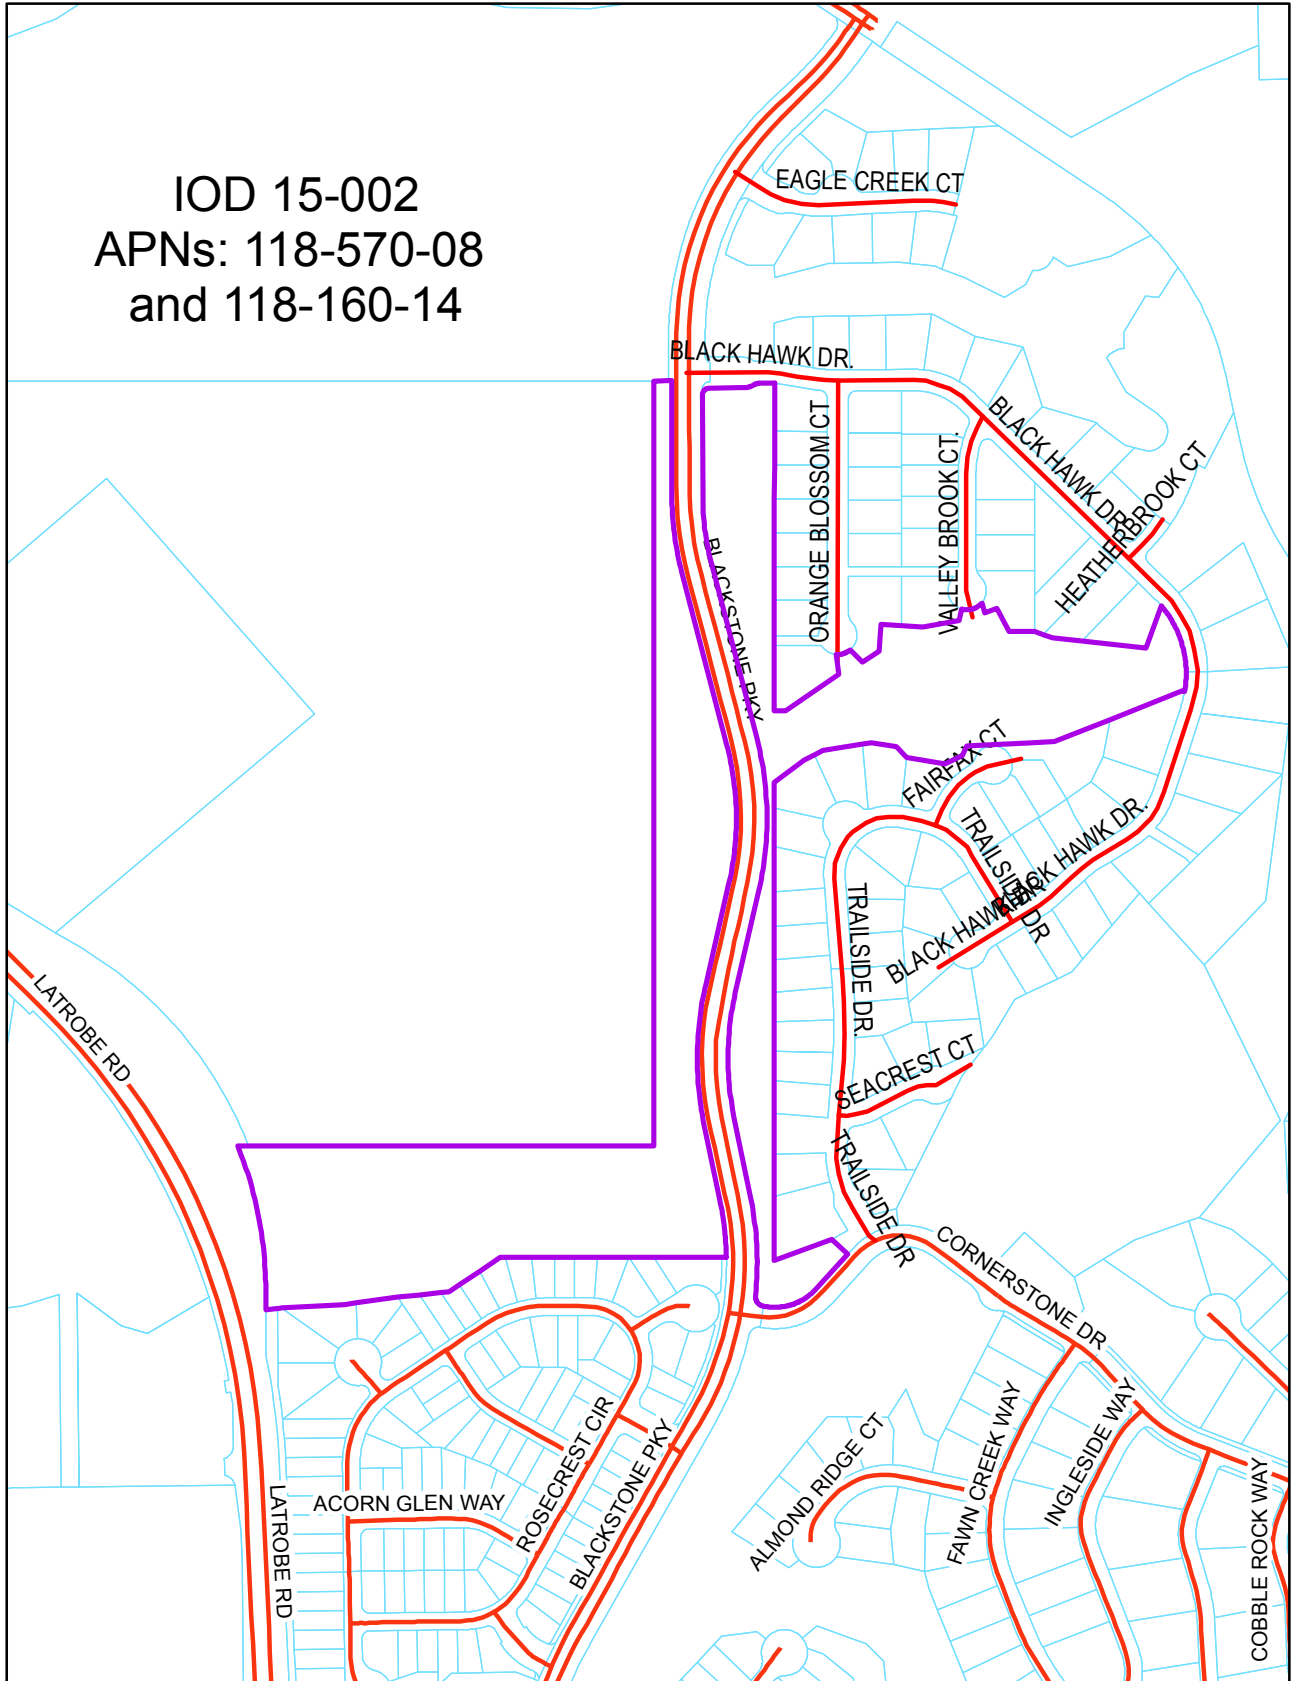 IOD 15-002
APNs: 118-570-08
and 118-160-14
EAGLE CREEK CT
BLACK HAWK DR.
BLACK HAWK DR.
ORANGE BLOSSOM CT
VALLEY BROOK CT.
HEATHERBROOK CT
BLACKSTONE PKY
FAIRFAX CT
TRAILSIDE DR
BLACK HAWK DR.
BLACK HAWK DR
TRAILSIDE DR.
LATROBE RD
SEACREST CT
TRAILSIDE DR
CORNERSTONE DR
ROSECREST CIR
BLACKSTONE PKY
ACORN GLEN WAY
LATROBE RD
ALMOND RIDGE CT
FAWN CREEK WAY
INGLESIDE WAY
COBBLE ROCK WAY